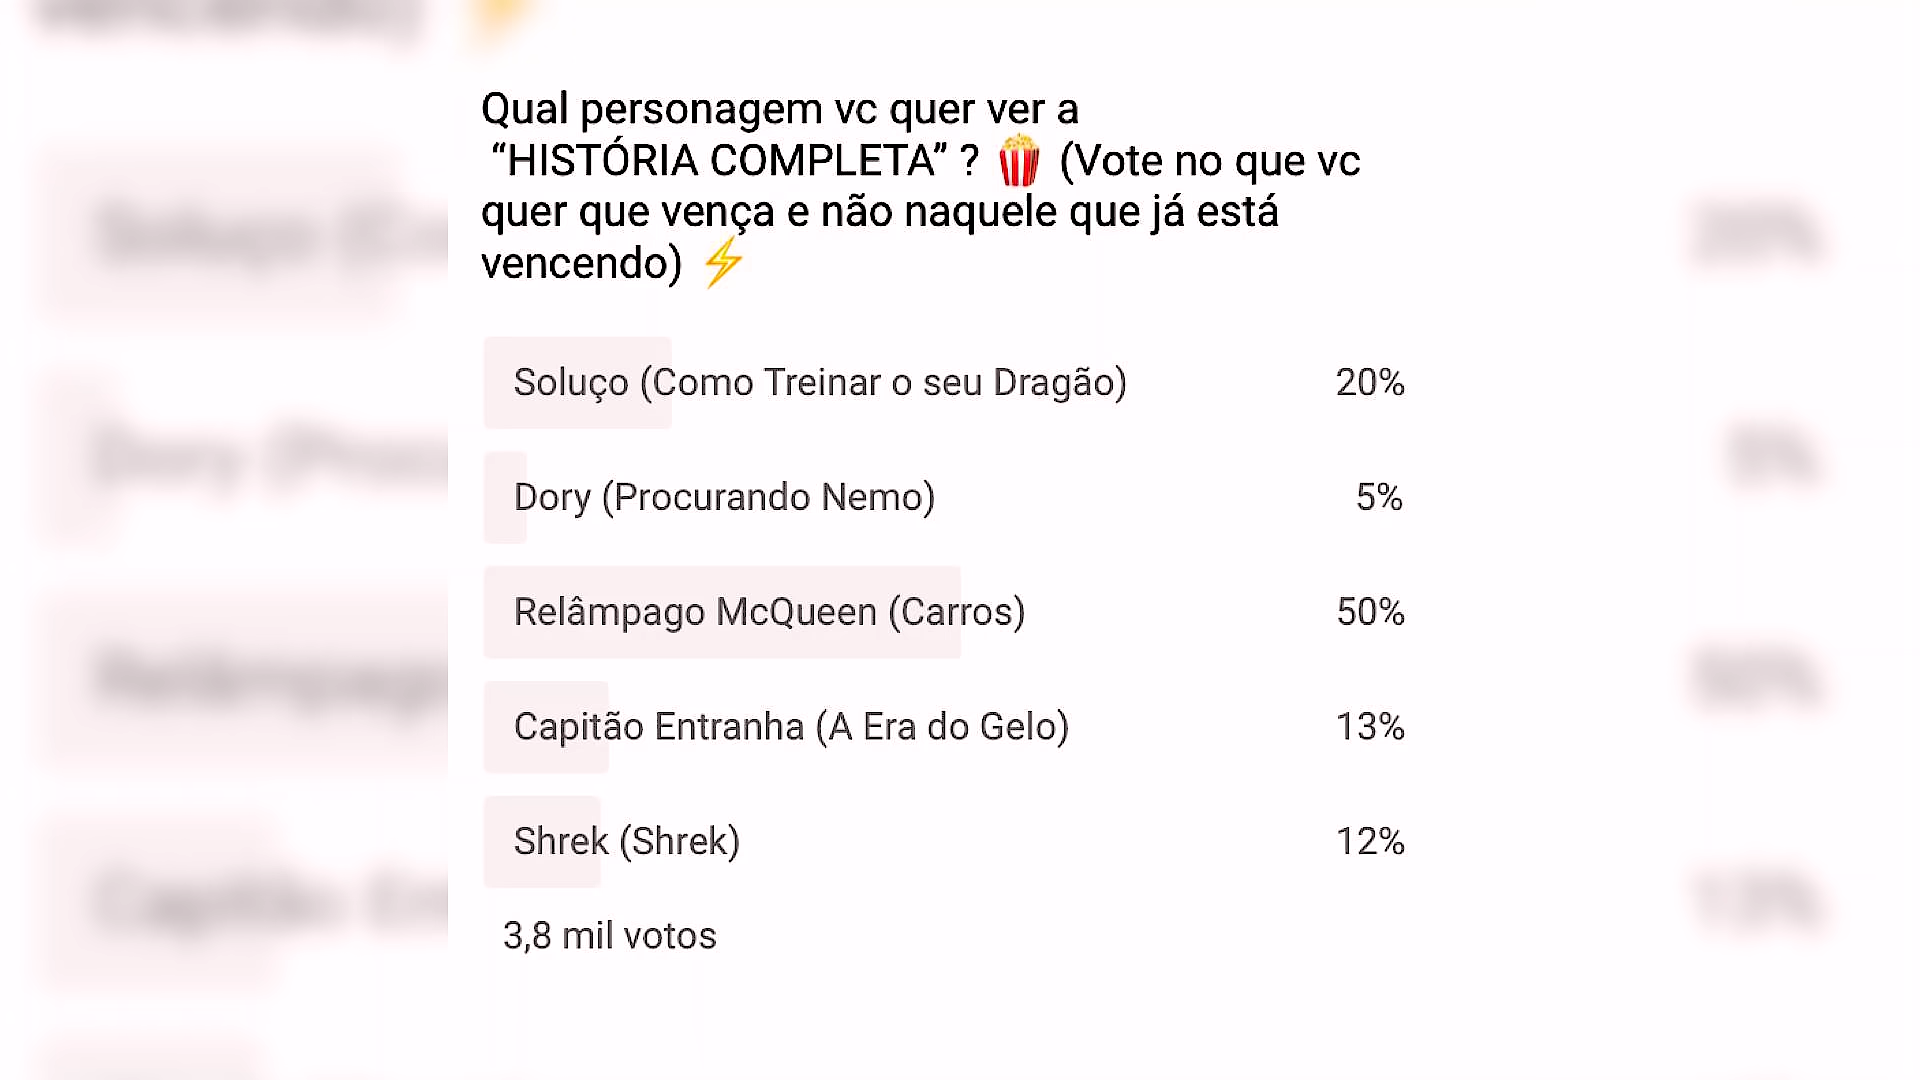 Qual personagem vc quer ver a
“HISTÓRIA COMPLETA” ? 🍿 (Vote no que vc
quer que vença e não naquele que já está
vencendo) ⚡
Soluço (Como Treinar o seu Dragão) 20%
Dory (Procurando Nemo) 5%
Relâmpago McQueen (Carros) 50%
Capitão Entranha (A Era do Gelo) 13%
Shrek (Shrek) 12%
3,8 mil votos